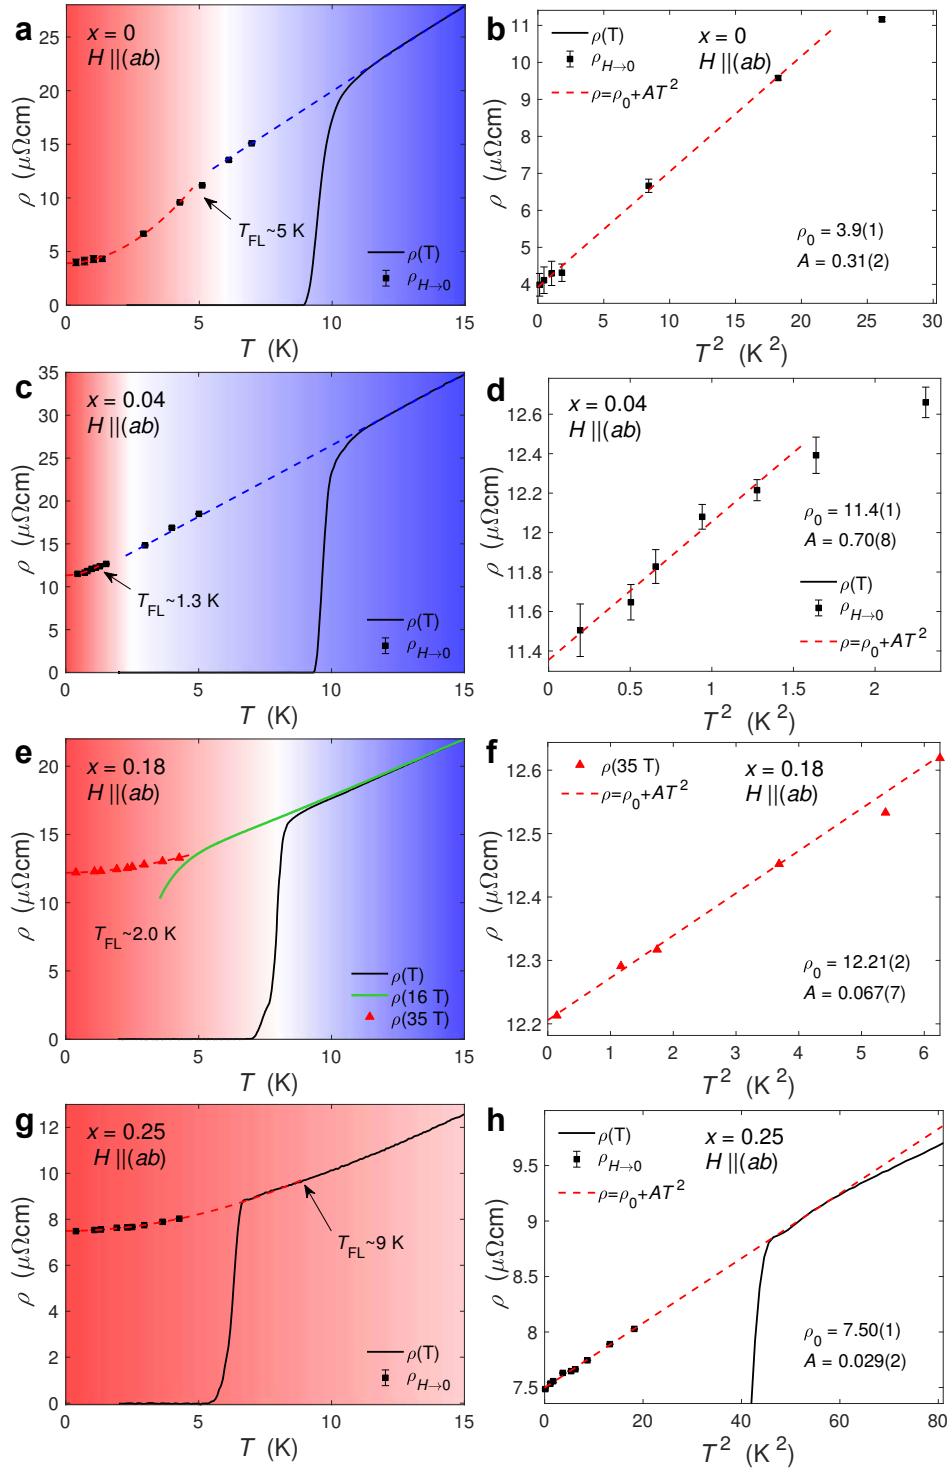 a
x = 0
H || (ab)
T_FL~5 K
ρ(T)
ρ_H→0
ρ (μΩcm)
0
5
10
15
20
25
0
5
10
15
T (K)
b
ρ(T)
ρ_H→0
ρ=ρ_0+AT^2
x = 0
H || (ab)
ρ_0 = 3.9(1)
A = 0.31(2)
ρ (μΩcm)
4
5
6
7
8
9
10
11
0
5
10
15
20
25
30
T^2 (K^2)
c
x = 0.04
H || (ab)
T_FL~1.3 K
ρ(T)
ρ_H→0
ρ (μΩcm)
0
5
10
15
20
25
30
35
0
5
10
15
T (K)
d
x = 0.04
H || (ab)
ρ_0 = 11.4(1)
A = 0.70(8)
ρ(T)
ρ_H→0
ρ=ρ_0+AT^2
ρ (μΩcm)
11.4
11.6
11.8
12
12.2
12.4
12.6
0
0.5
1
1.5
2
T^2 (K^2)
e
x = 0.18
H || (ab)
T_FL~2.0 K
ρ(T)
ρ(16 T)
ρ(35 T)
ρ (μΩcm)
0
5
10
15
20
0
5
10
15
T (K)
f
ρ(35 T)
ρ=ρ_0+AT^2
x = 0.18
H || (ab)
ρ_0 = 12.21(2)
A = 0.067(7)
ρ (μΩcm)
12.2
12.3
12.4
12.5
12.6
0
1
2
3
4
5
6
T^2 (K^2)
g
x = 0.25
H || (ab)
T_FL~9 K
ρ(T)
ρ_H→0
ρ (μΩcm)
0
2
4
6
8
10
12
0
5
10
15
T (K)
h
ρ(T)
ρ_H→0
ρ=ρ_0+AT^2
x = 0.25
H || (ab)
ρ_0 = 7.50(1)
A = 0.029(2)
ρ (μΩcm)
7.5
8
8.5
9
9.5
0
20
40
60
80
T^2 (K^2)